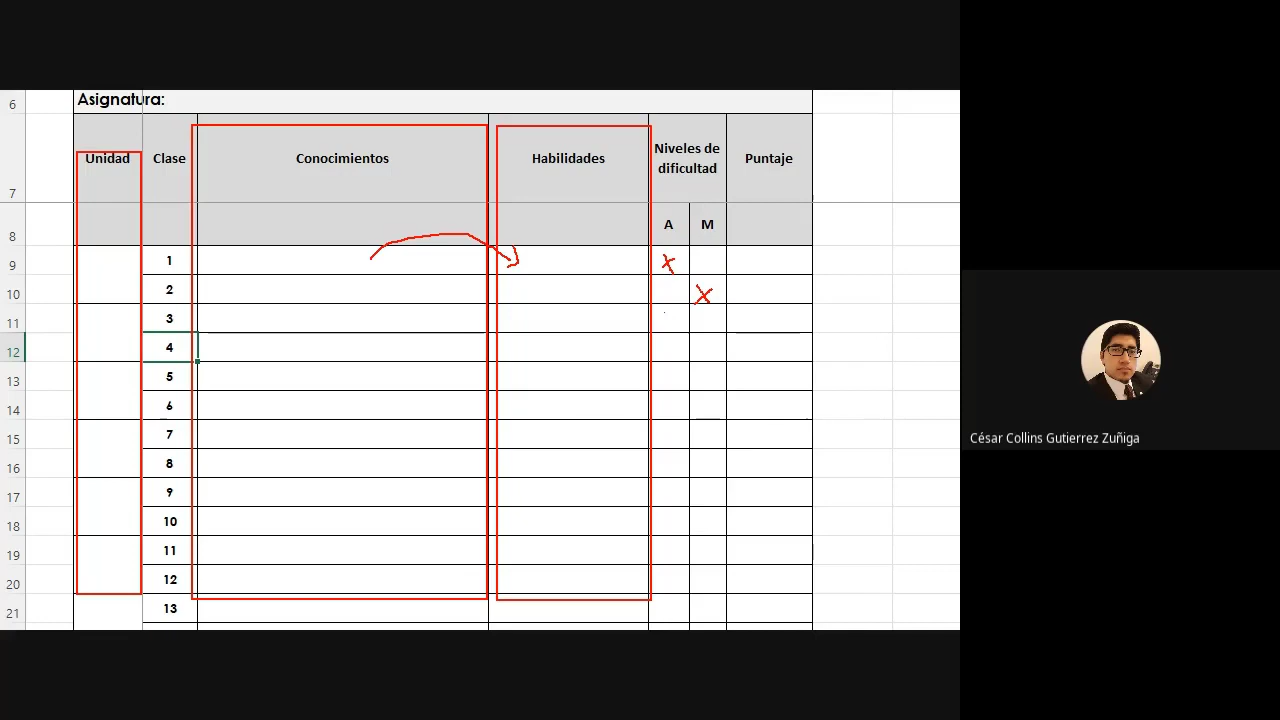 6 Asignatura:
Unidad Clase Conocimientos Habilidades Niveles de dificultad Puntaje
7
8 A M
9 1 x
10 2 x
11 3
12 4
13 5
14 6
15 7
16 8
17 9
18 10
19 11
20 12
21 13
César Collins Gutierrez Zuñiga